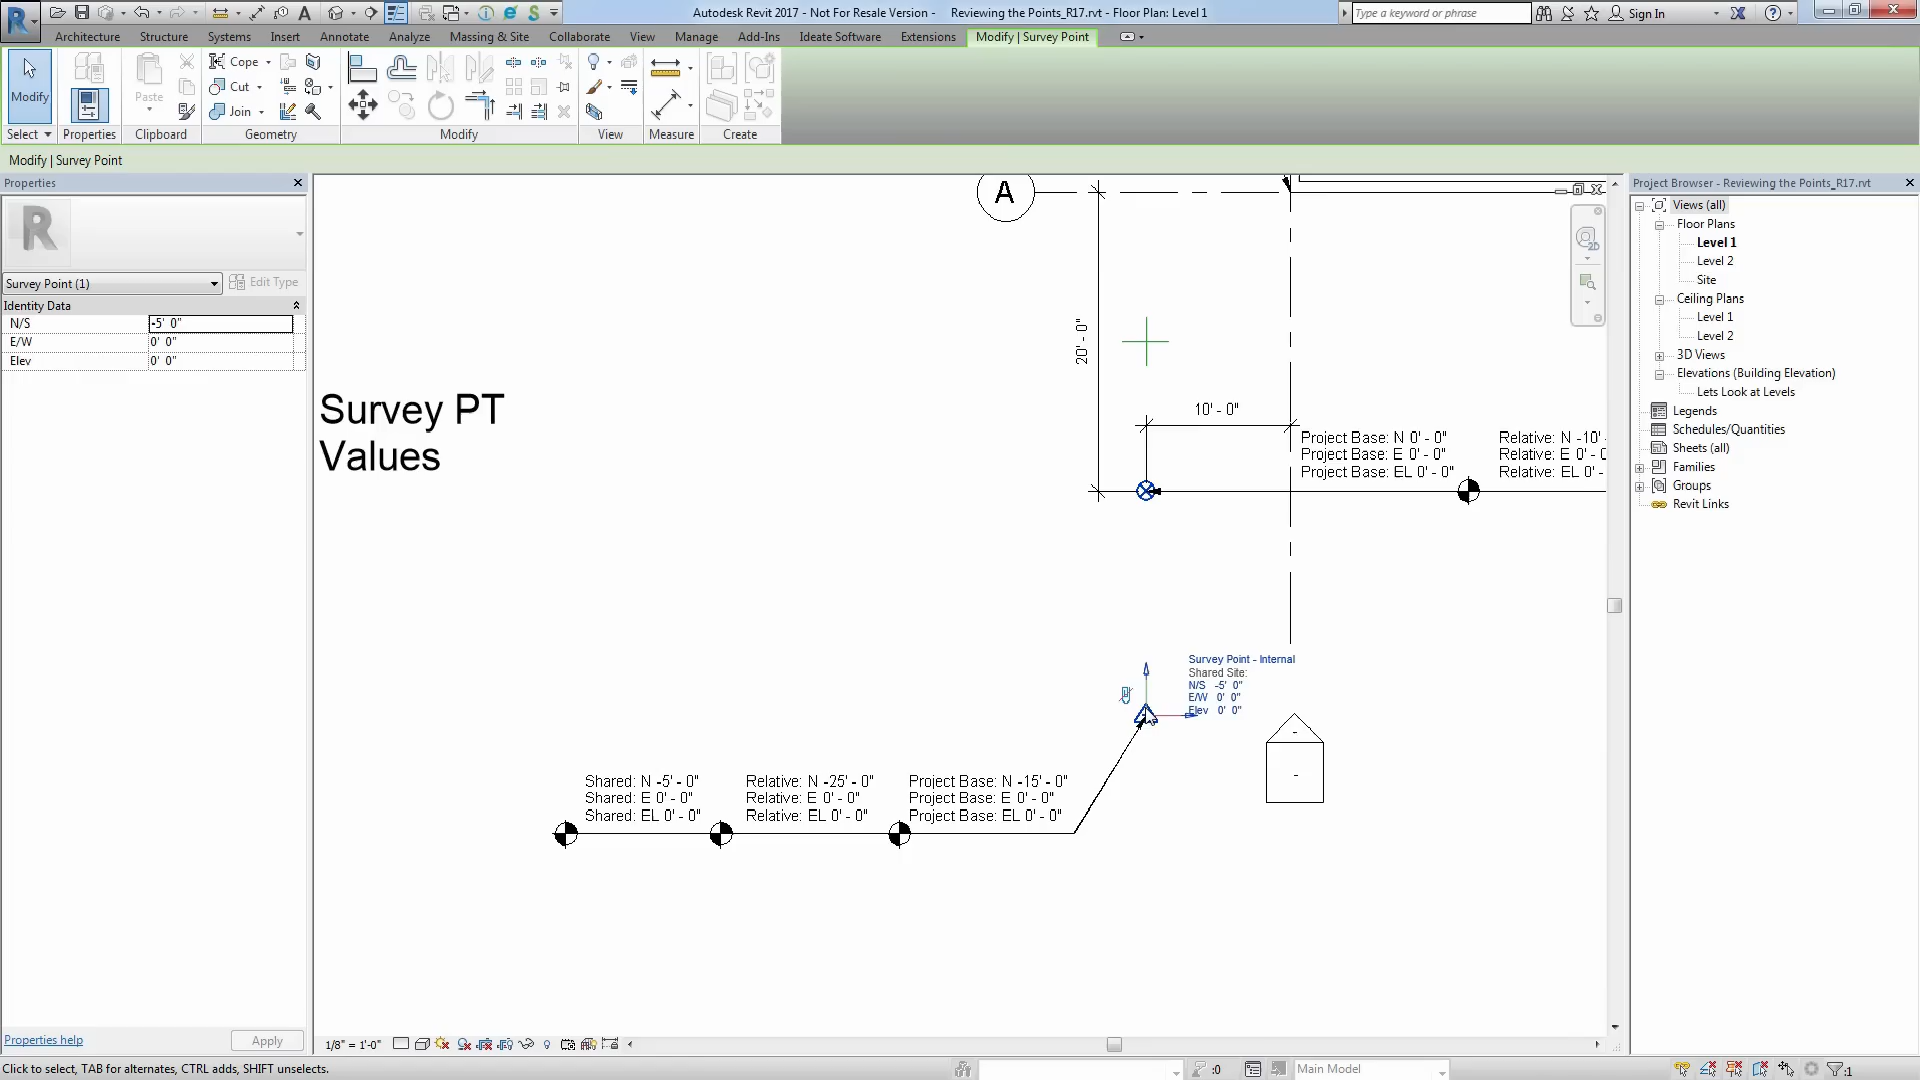 Autodesk Revit 2017 - Not For Resale Version - Reviewing the Points_R17.rvt - Floor Plan: Level 1
Type a keyword or phrase
Sign In
Architecture Structure Systems Insert Annotate Analyze Massing & Site Collaborate View Manage Add-Ins Ideate Software Extensions Modify | Survey Point
Modify
Paste
Cope
Cut
Join
Select Properties Clipboard Geometry Modify View Measure Create
Modify | Survey Point
Properties
Survey Point (1)
Edit Type
Identity Data
N/S -5' 0"
E/W 0' 0"
Elev 0' 0"
Properties help
Apply
Survey PT
Values
A
20' - 0"
10' - 0"
Project Base: N 0' - 0"
Project Base: E 0' - 0"
Project Base: EL 0' - 0"
Relative: N -10' -
Relative: E 0' - 0
Relative: EL 0' -
Survey Point - Internal
Shared Site:
N/S -5' 0"
E/W 0' 0"
Elev 0' 0"
Shared: N -5' - 0"
Shared: E 0' - 0"
Shared: EL 0' - 0"
Relative: N -25' - 0"
Relative: E 0' - 0"
Relative: EL 0' - 0"
Project Base: N -15' - 0"
Project Base: E 0' - 0"
Project Base: EL 0' - 0"
-
-
Project Browser - Reviewing the Points_R17.rvt
Views (all)
Floor Plans
Level 1
Level 2
Site
Ceiling Plans
Level 1
Level 2
3D Views
Elevations (Building Elevation)
Lets Look at Levels
Legends
Schedules/Quantities
Sheets (all)
Families
Groups
Revit Links
1/8" = 1'-0"
Click to select, TAB for alternates, CTRL adds, SHIFT unselects.
:0
Main Model
:1